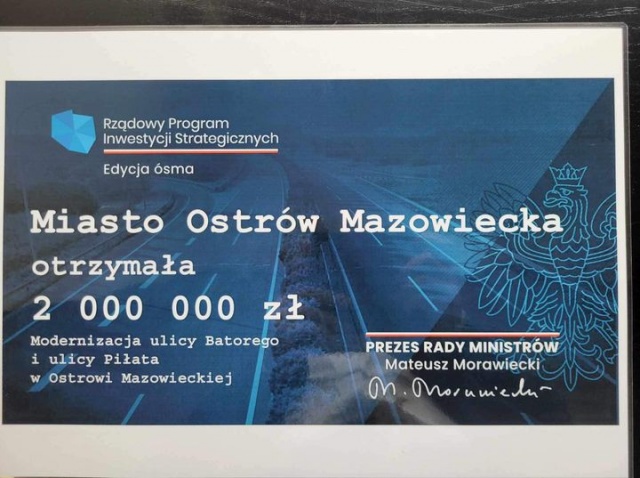 Rządowy Program
Inwestycji Strategicznych
Edycja ósma
Miasto Ostrów Mazowiecka
otrzymała
2 000 000 zł
Modernizacja ulicy Batorego
i ulicy Piłata
w Ostrowi Mazowieckiej
PREZES RADY MINISTRÓW
Mateusz Morawiecki
M. Morawiecki